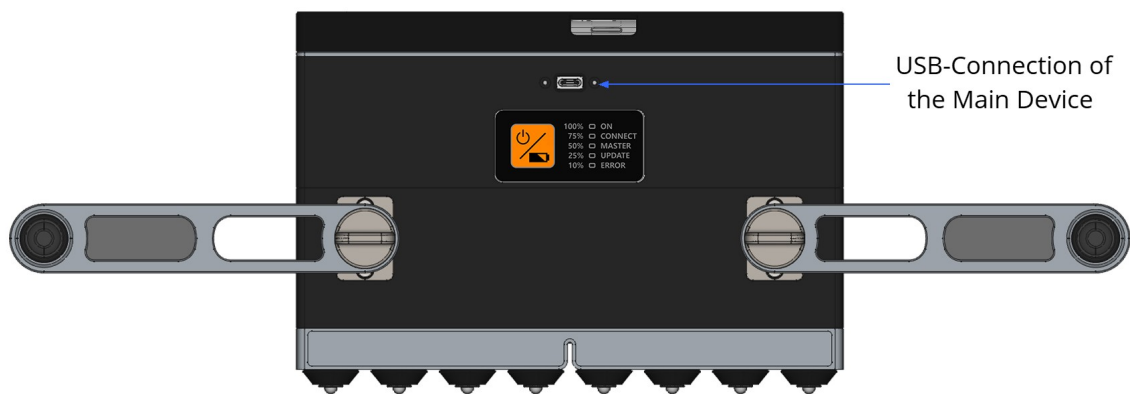 USB-Connection of
the Main Device
100% ON
75% CONNECT
50% MASTER
25% UPDATE
10% ERROR